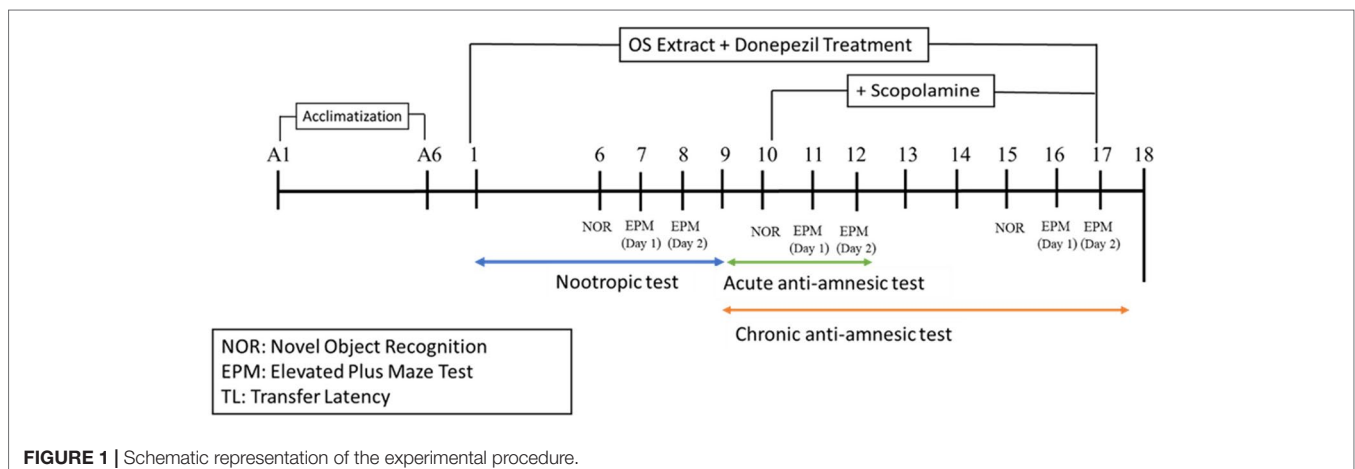 OS Extract + Donepezil Treatment
+ Scopolamine
Acclimatization
A1 A6 1 6 7 8 9 10 11 12 13 14 15 16 17 18
NOR EPM EPM NOR EPM EPM NOR EPM EPM
(Day 1) (Day 2) (Day 1) (Day 2) (Day 1) (Day 2)
Nootropic test Acute anti-amnesic test
Chronic anti-amnesic test
NOR: Novel Object Recognition
EPM: Elevated Plus Maze Test
TL: Transfer Latency
FIGURE 1 | Schematic representation of the experimental procedure.